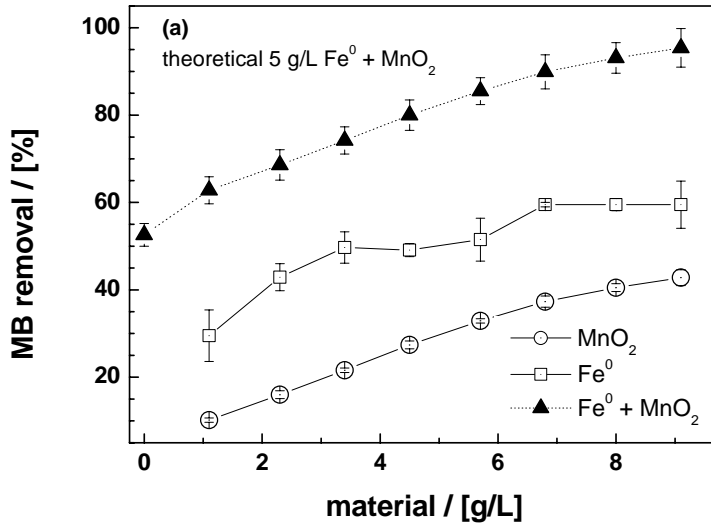 (a)
theoretical 5 g/L Fe⁰ + MnO₂
100
80
60
40
20
MB removal / [%]
MnO₂
Fe⁰
Fe⁰ + MnO₂
0 2 4 6 8
material / [g/L]